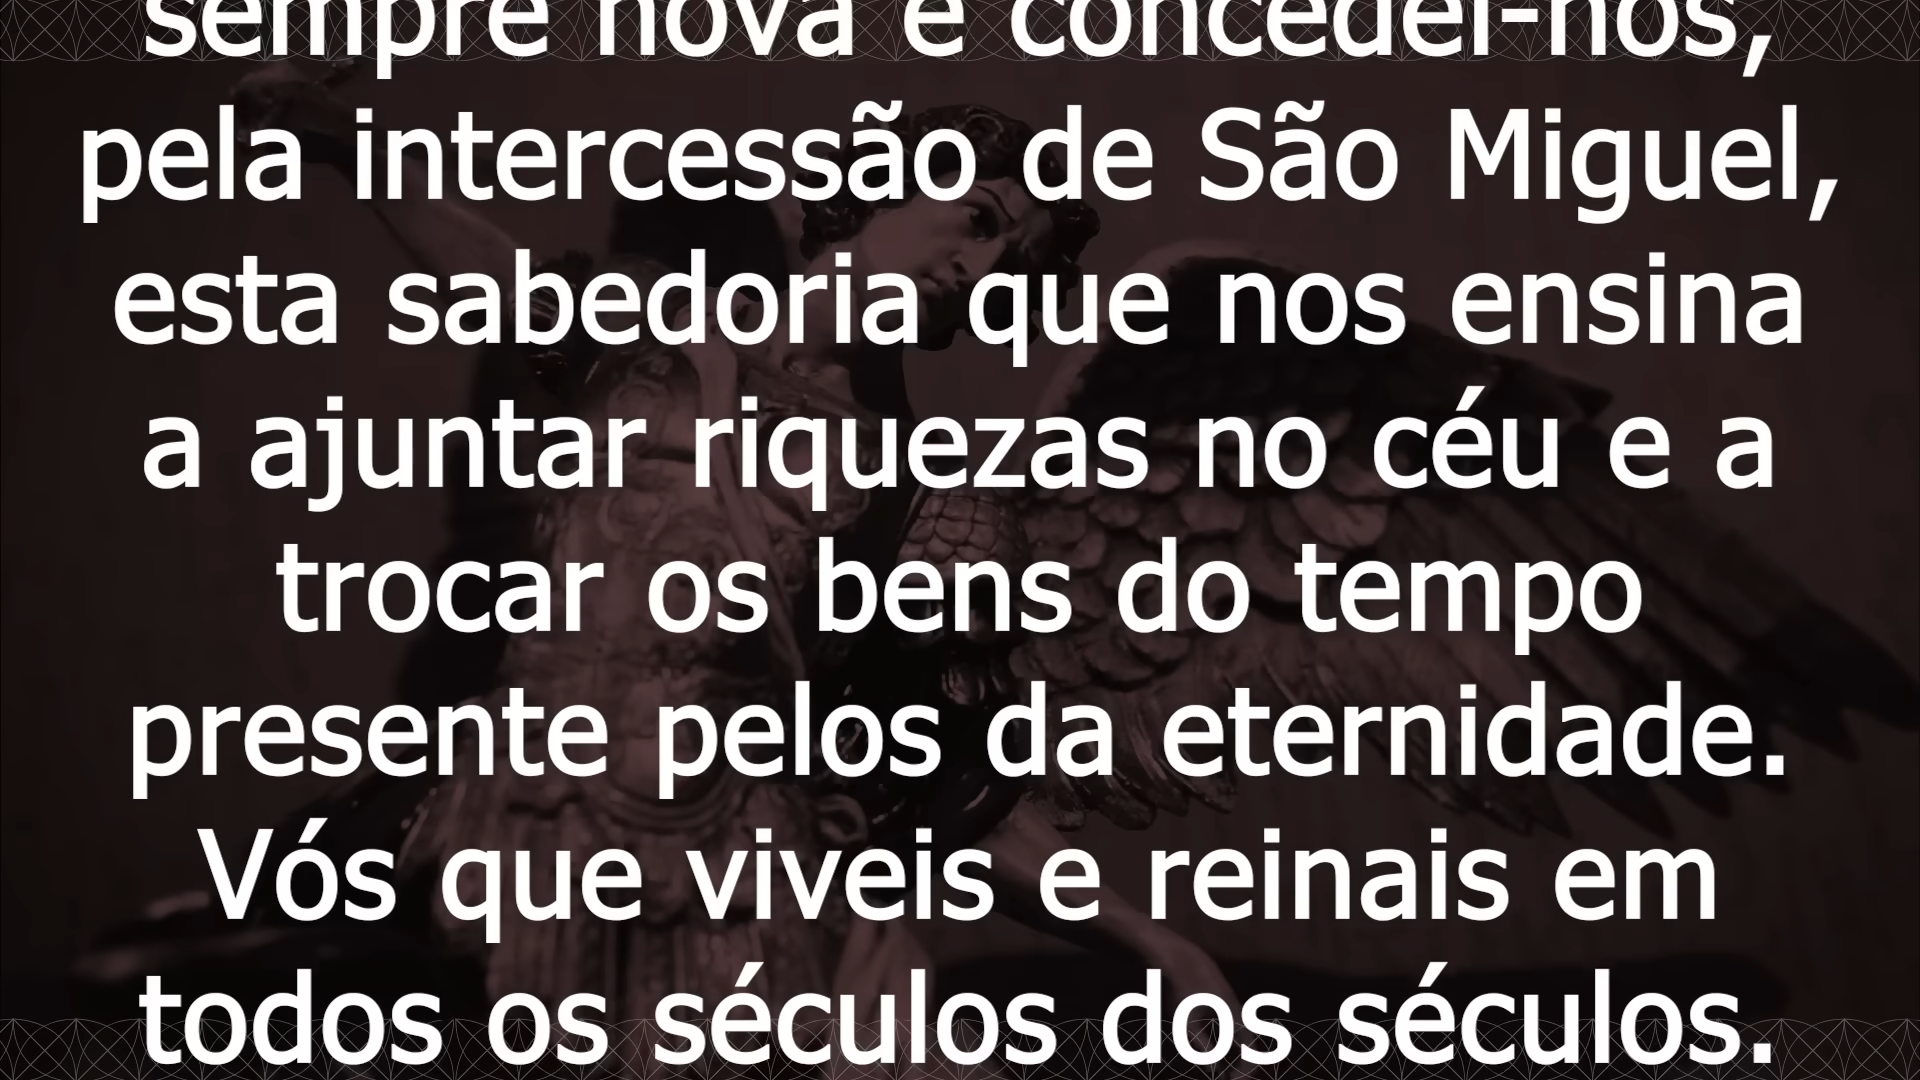 sempre nova e concedei-nos,
pela intercessão de São Miguel,
esta sabedoria que nos ensina
a ajuntar riquezas no céu e a
trocar os bens do tempo
presente pelos da eternidade.
Vós que viveis e reinais em
todos os séculos dos séculos.